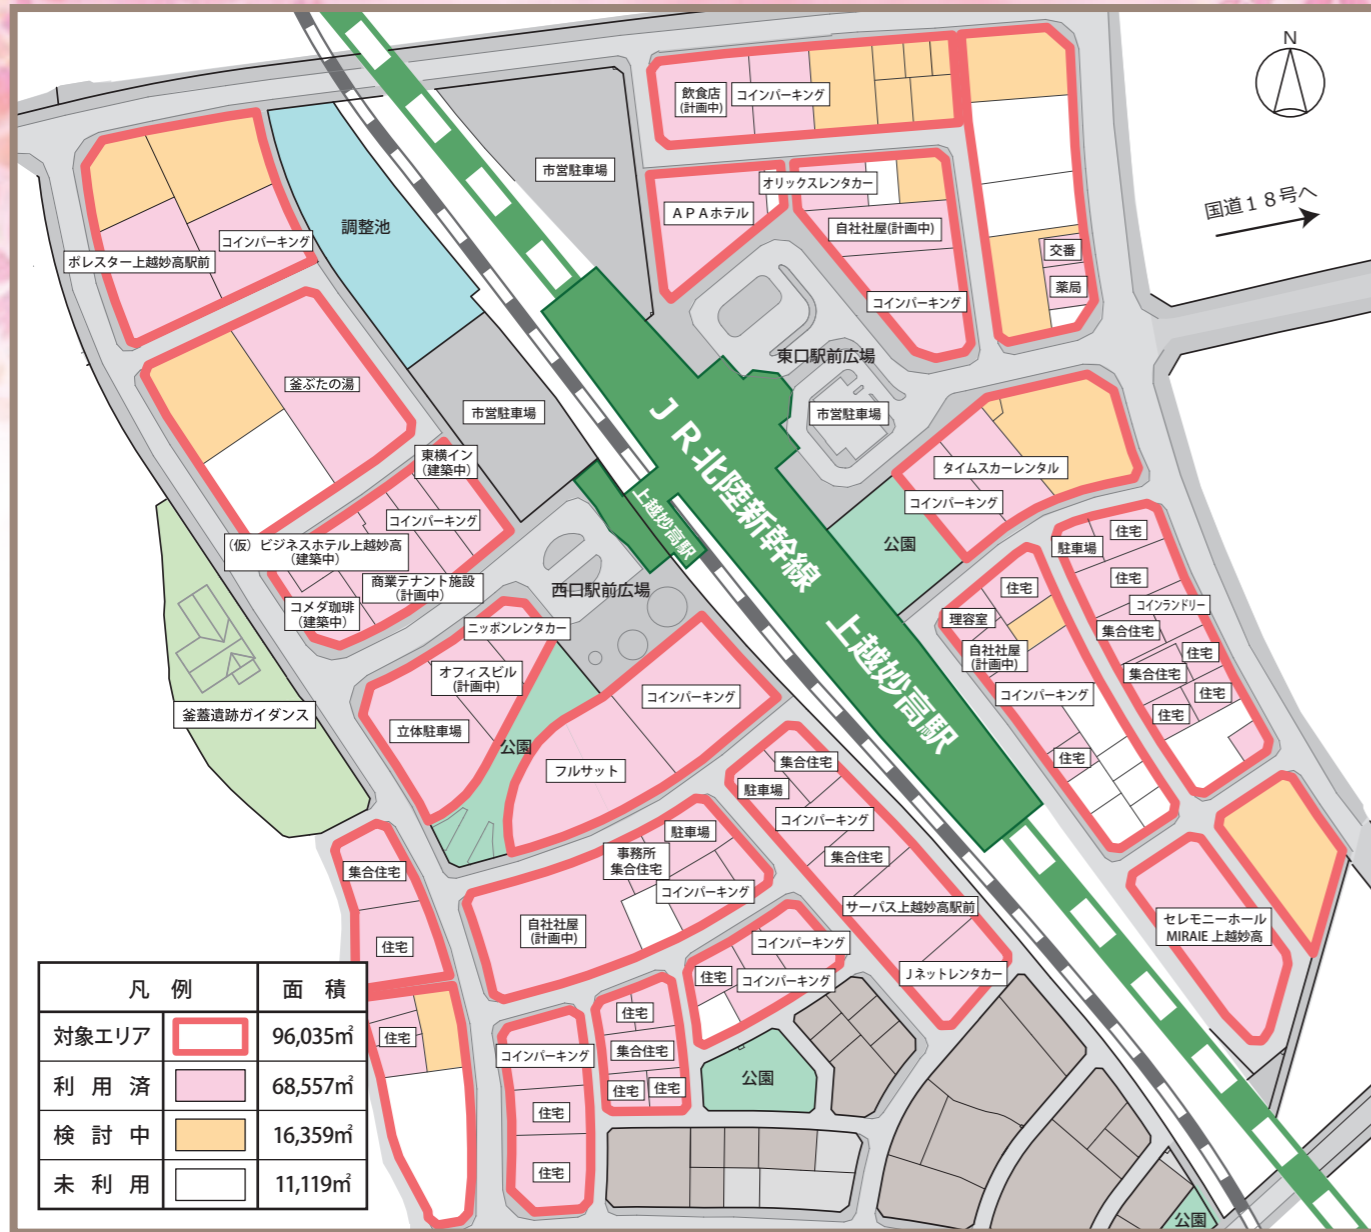 N
国道１８号へ
飲食店
(計画中)
コインパーキング
市営駐車場
オリックスレンタカー
ＡＰＡホテル
自社社屋(計画中)
交番
薬局
コインパーキング
調整池
コインパーキング
ポレスター上越妙高駅前
東口駅前広場
市営駐車場
釜ぶたの湯
市営駐車場
ＪＲ北陸新幹線　上越妙高駅
上越妙高駅
東横イン
(建築中)
コインパーキング
(仮) ビジネスホテル上越妙高
(建築中)
商業テナント施設
(計画中)
コメダ珈琲
(建築中)
タイムスカーレンタル
コインパーキング
公園
西口駅前広場
ニッポンレンタカー
オフィスビル
(計画中)
立体駐車場
公園
コインパーキング
フルサット
釜蓋遺跡ガイダンス
駐車場
住宅
住宅
コインランドリー
集合住宅
住宅
集合住宅
住宅
住宅
住宅
理容室
自社社屋
(計画中)
コインパーキング
住宅
集合住宅
駐車場
コインパーキング
集合住宅
サーパス上越妙高駅前
Ｊネットレンタカー
駐車場
事務所
集合住宅
コインパーキング
自社社屋
(計画中)
コインパーキング
住宅
コインパーキング
セレモニーホール
MIRAIE 上越妙高
集合住宅
住宅
住宅
コインパーキング
住宅
住宅
住宅
集合住宅
住宅
住宅
公園
公園
凡　例　面　積
対象エリア　96,035㎡
利　用　済　68,557㎡
検　討　中　16,359㎡
未　利　用　11,119㎡